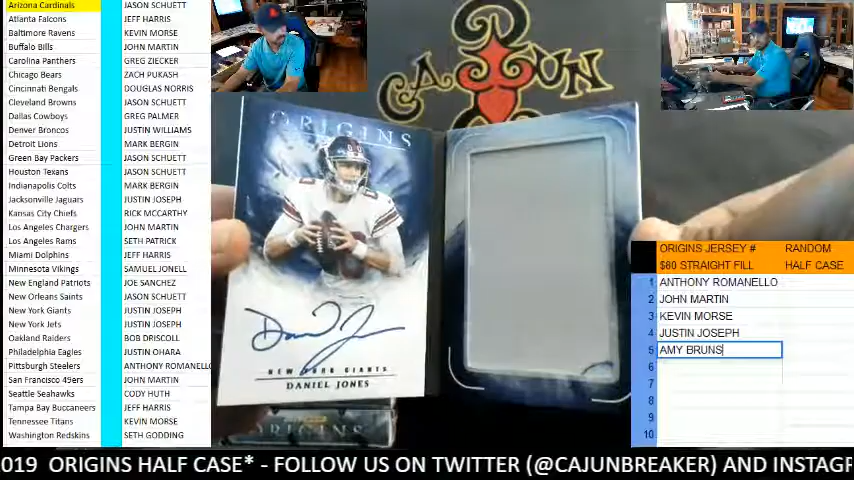 Arizona Cardinals JASON SCHUETT
Atlanta Falcons JEFF HARRIS
Baltimore Ravens KEVIN MORSE
Buffalo Bills JOHN MARTIN
Carolina Panthers GREG ZIECKER
Chicago Bears ZACH PUKASH
Cincinnati Bengals DOUGLAS NORRIS
Cleveland Browns JASON SCHUETT
Dallas Cowboys GREG PALMER
Denver Broncos JUSTIN WILLIAMS
Detroit Lions MARK BERGIN
Green Bay Packers JASON SCHUETT
Houston Texans JASON SCHUETT
Indianapolis Colts MARK BERGIN
Jacksonville Jaguars JUSTIN JOSEPH
Kansas City Chiefs RICK MCCARTHY
Los Angeles Chargers JOHN MARTIN
Los Angeles Rams SETH PATRICK
Miami Dolphins JEFF HARRIS
Minnesota Vikings SAMUEL JONELL
New England Patriots JOE SANCHEZ
New Orleans Saints JASON SCHUETT
New York Giants JUSTIN JOSEPH
New York Jets JUSTIN JOSEPH
Oakland Raiders BOB DRISCOLL
Philadelphia Eagles JUSTIN OHARA
Pittsburgh Steelers ANTHONY ROMANELLO
San Francisco 49ers JOHN MARTIN
Seattle Seahawks CODY HUTH
Tampa Bay Buccaneers JEFF HARRIS
Tennessee Titans KEVIN MORSE
Washington Redskins SETH GODDING
CAJUN
ORIGINS
NEW YORK GIANTS
DANIEL JONES
ORIGINS
ORIGINS JERSEY # RANDOM
$80 STRAIGHT FILL HALF CASE
1 ANTHONY ROMANELLO
2 JOHN MARTIN
3 KEVIN MORSE
4 JUSTIN JOSEPH
5 AMY BRUNS
6
7
8
9
10
019 ORIGINS HALF CASE* - FOLLOW US ON TWITTER (@CAJUNBREAKER) AND INSTAGR